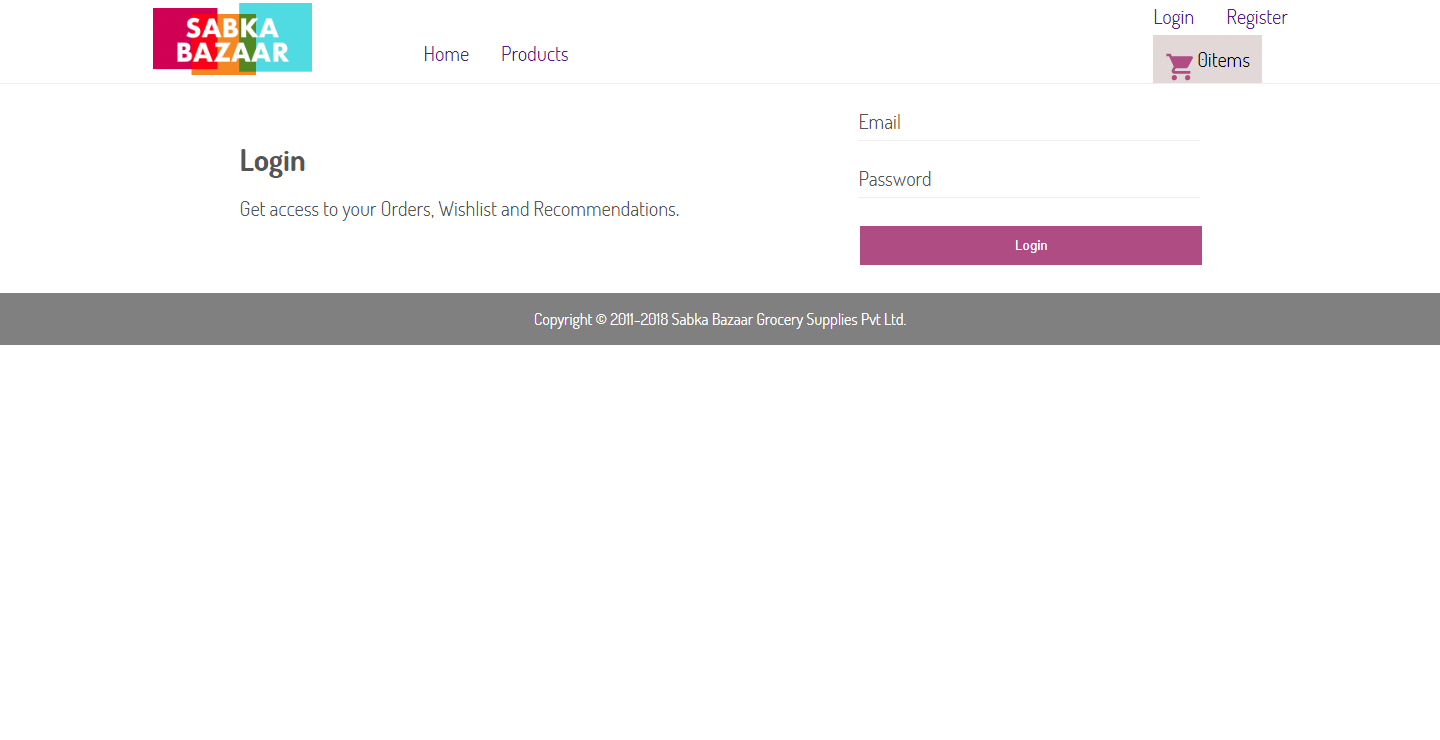 SABKA
BAZAAR
Home Products
Login Register
0items
Login
Get access to your Orders, Wishlist and Recommendations.
Email
Password
Login
Copyright © 2011-2018 Sabka Bazaar Grocery Supplies Pvt Ltd.